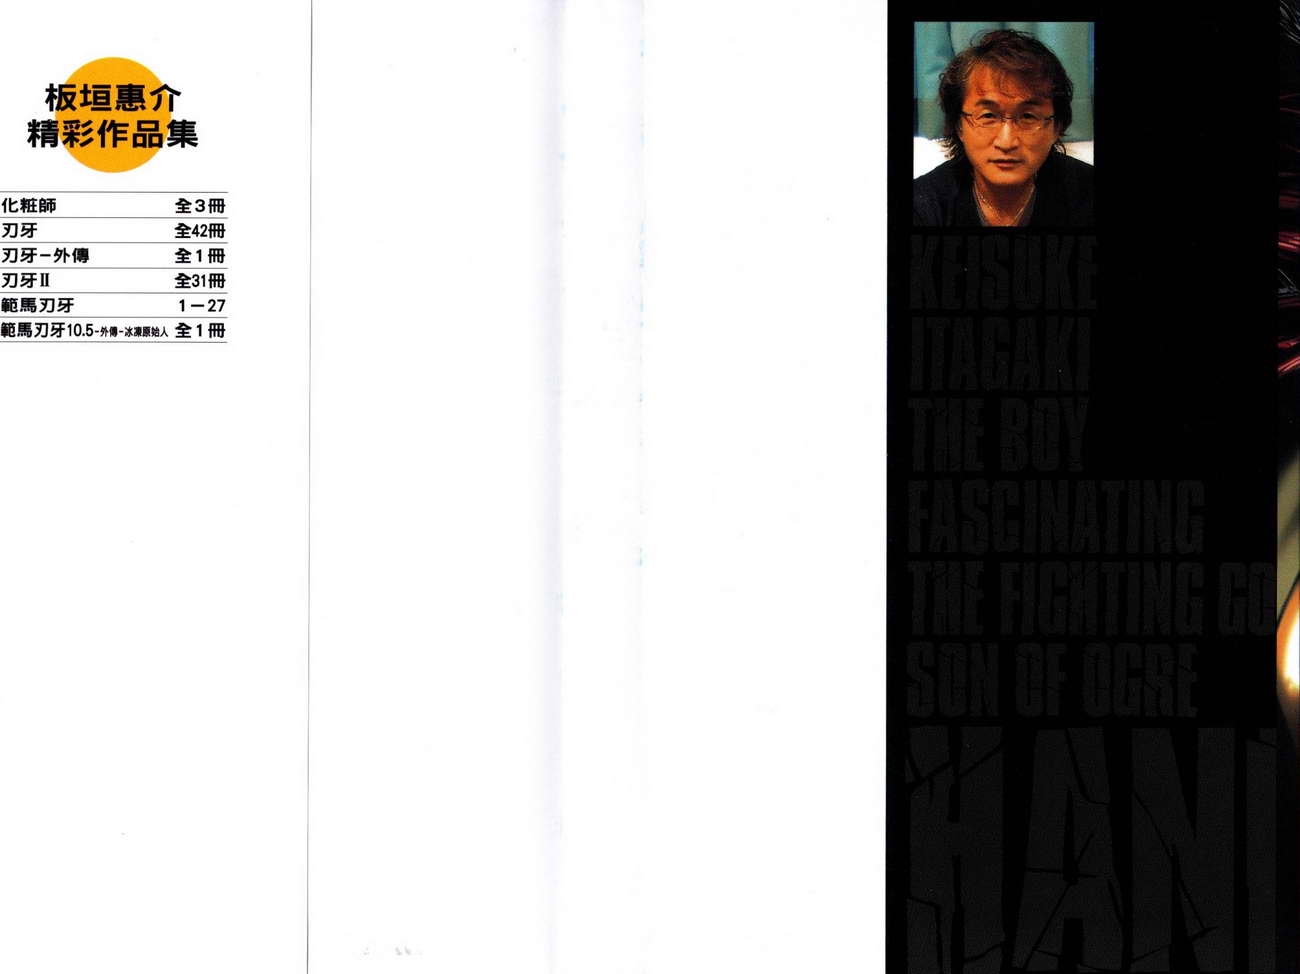 板垣惠介
精彩作品集
化粧師 全3冊
刃牙 全42冊
刃牙-外傳 全1冊
刃牙II 全31冊
範馬刃牙 1-27
範馬刃牙10.5-外傳-冰凍原始人 全1冊
KEISUKE
ITAGAKI
THE BOY
FASCINATING
THE FIGHTING GO
SON OF OGRE
HAN